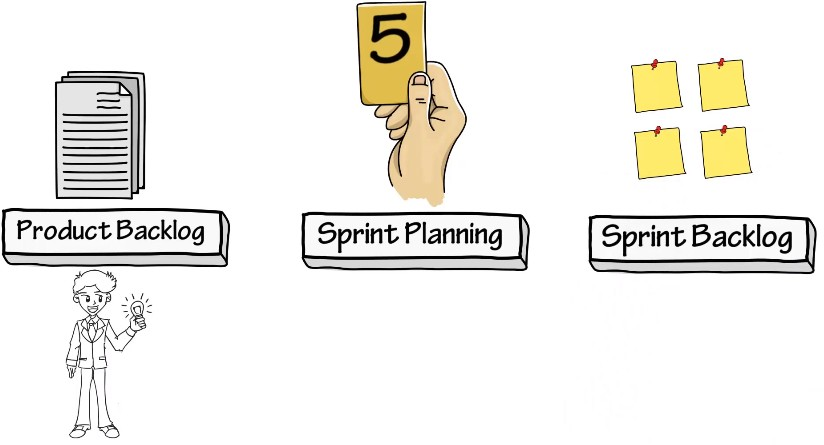 5
Product Backlog
Sprint Planning
Sprint Backlog